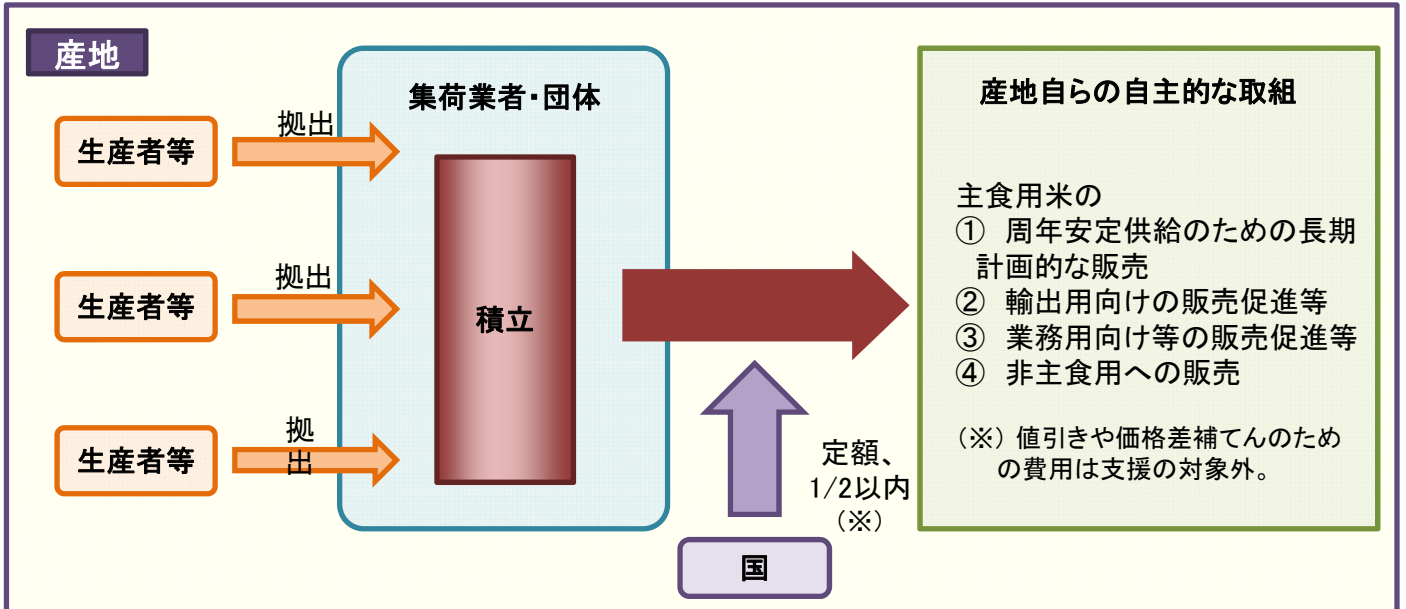 産地
生産者等
拠出
生産者等
拠出
生産者等
拠
出
集荷業者・団体
積立
定額、
1/2以内
（※）
国
産地自らの自主的な取組
主食用米の
① 周年安定供給のための長期
計画的な販売
② 輸出用向けの販売促進等
③ 業務用向け等の販売促進等
④ 非主食用への販売
（※） 値引きや価格差補てんのため
の費用は支援の対象外。